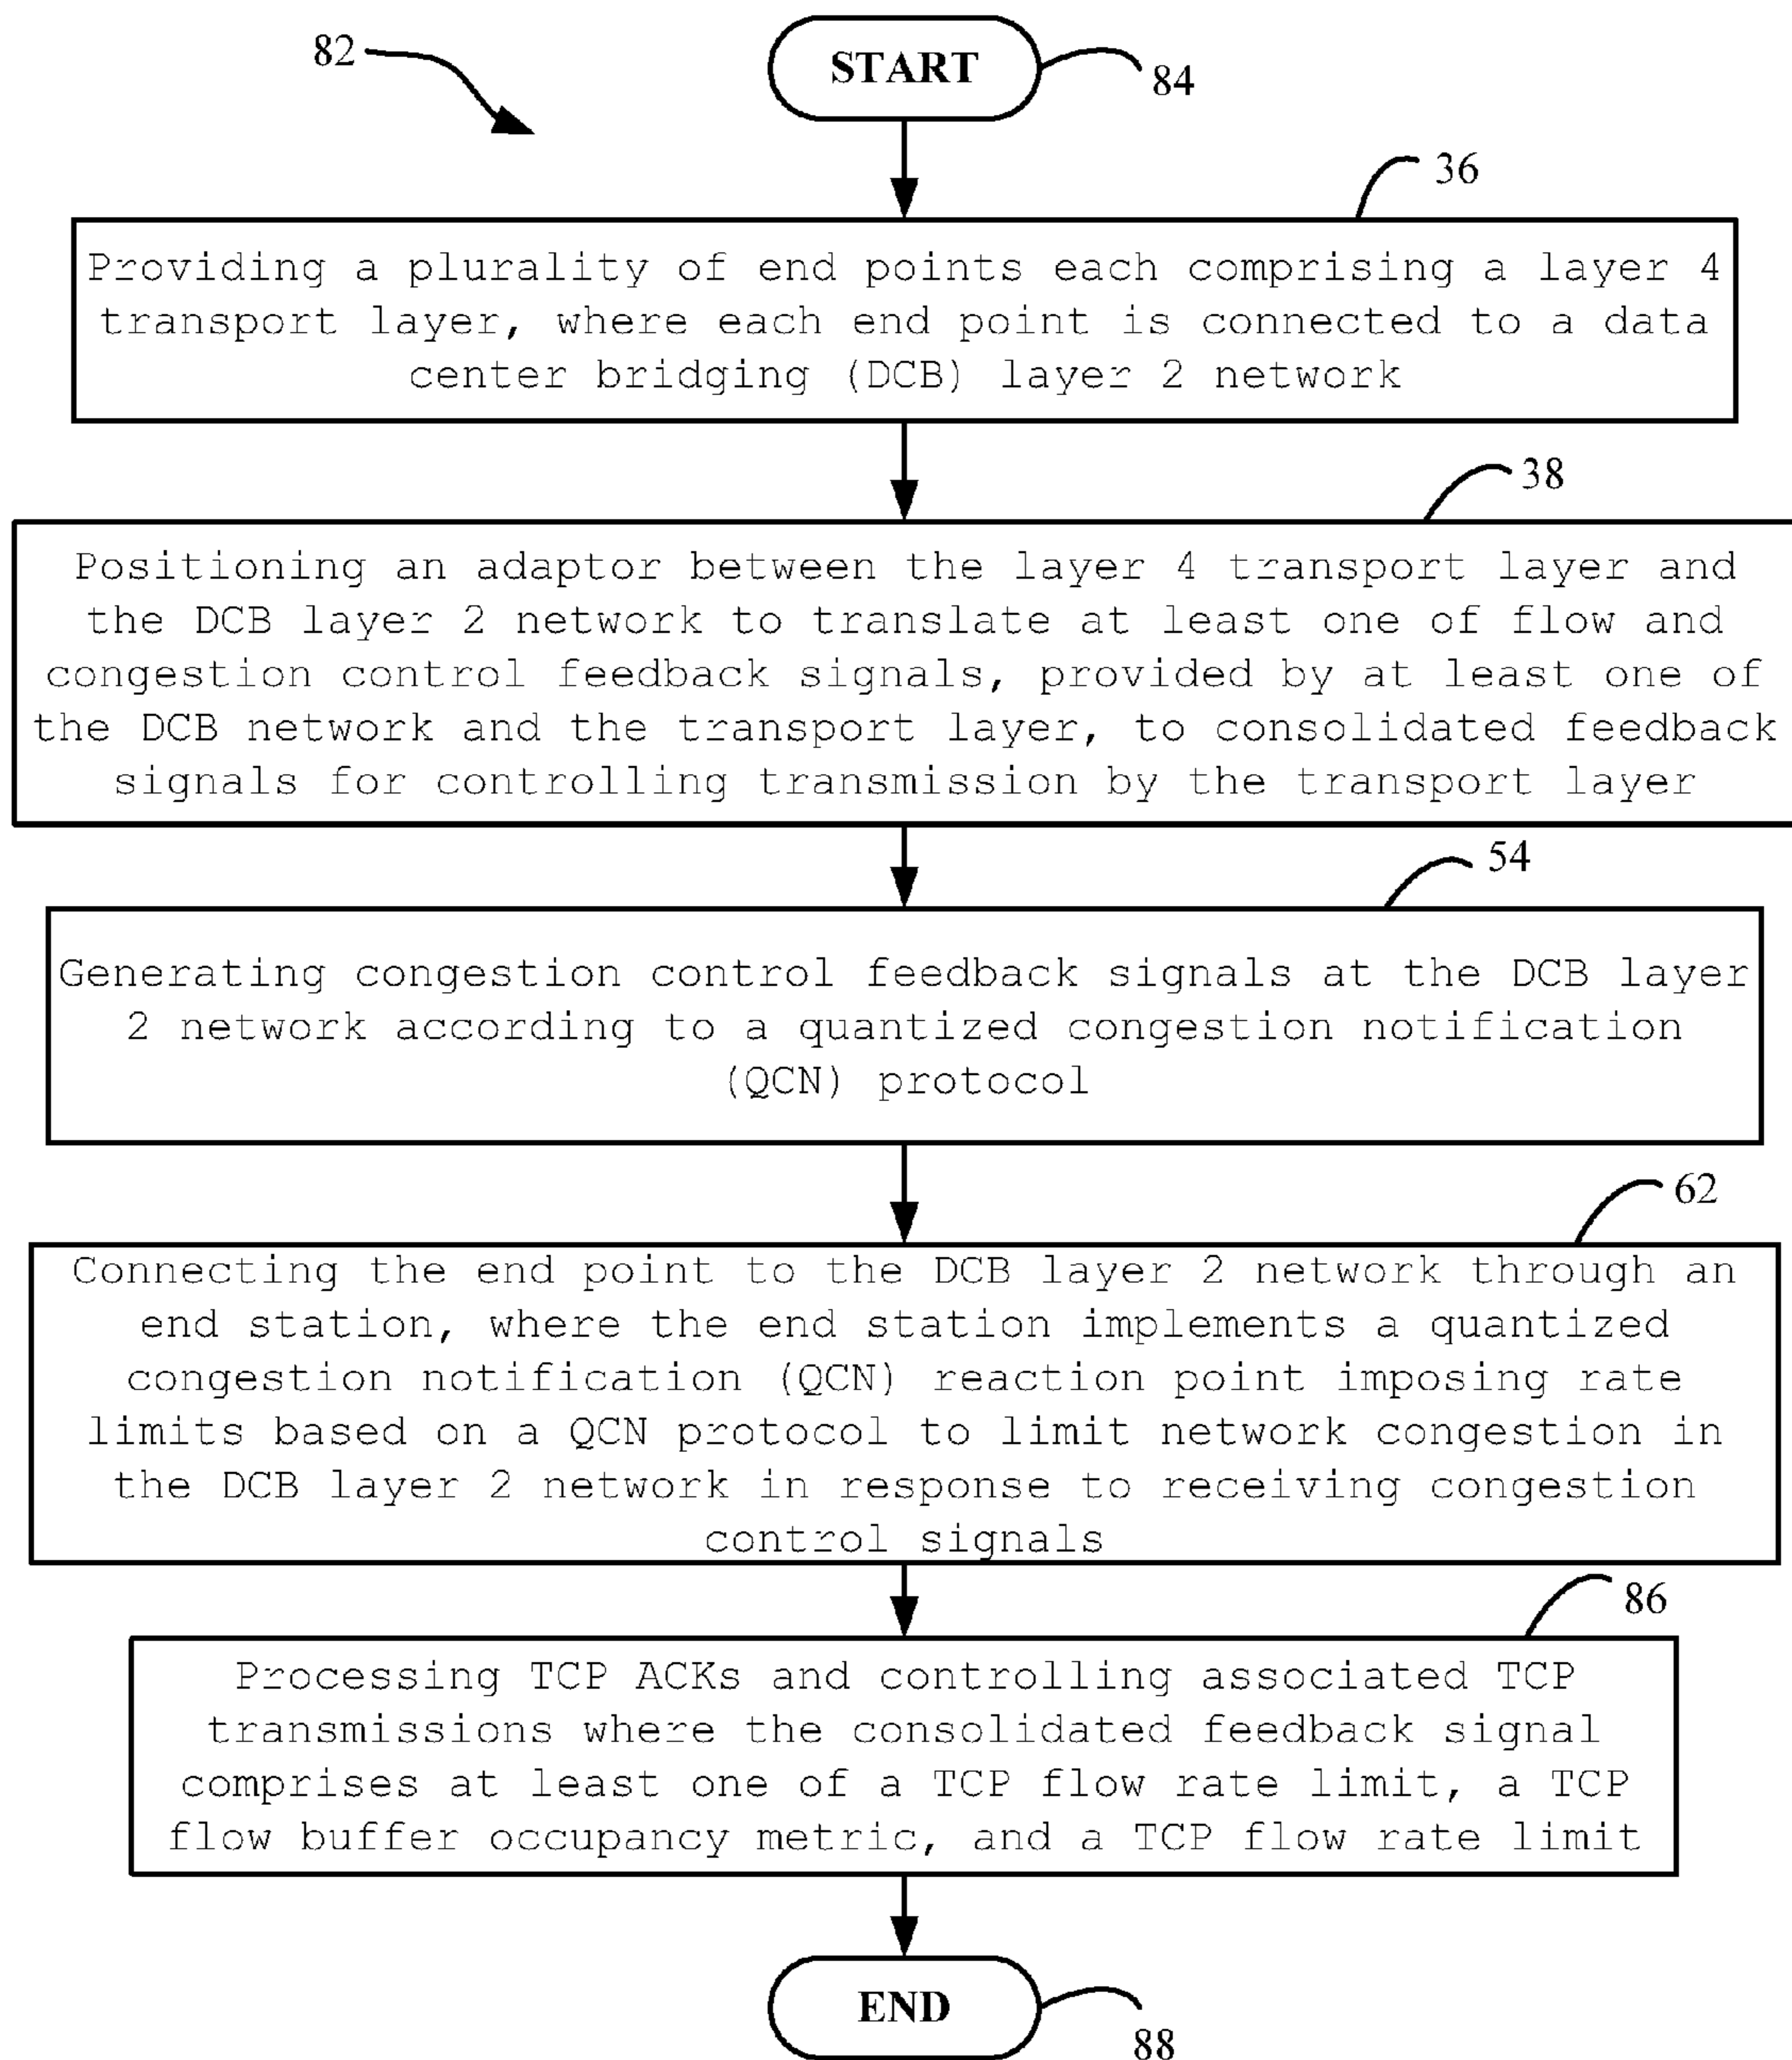 82
START
84
36
Providing a plurality of end points each comprising a layer 4
transport layer, where each end point is connected to a data
center bridging (DCB) layer 2 network
38
Positioning an adaptor between the layer 4 transport layer and
the DCB layer 2 network to translate at least one of flow and
congestion control feedback signals, provided by at least one of
the DCB network and the transport layer, to consolidated feedback
signals for controlling transmission by the transport layer
54
Generating congestion control feedback signals at the DCB layer
2 network according to a quantized congestion notification
(QCN) protocol
62
Connecting the end point to the DCB layer 2 network through an
end station, where the end station implements a quantized
congestion notification (QCN) reaction point imposing rate
limits based on a QCN protocol to limit network congestion in
the DCB layer 2 network in response to receiving congestion
control signals
86
Processing TCP ACKs and controlling associated TCP
transmissions where the consolidated feedback signal
comprises at least one of a TCP flow rate limit, a TCP
flow buffer occupancy metric, and a TCP flow rate limit
END
88